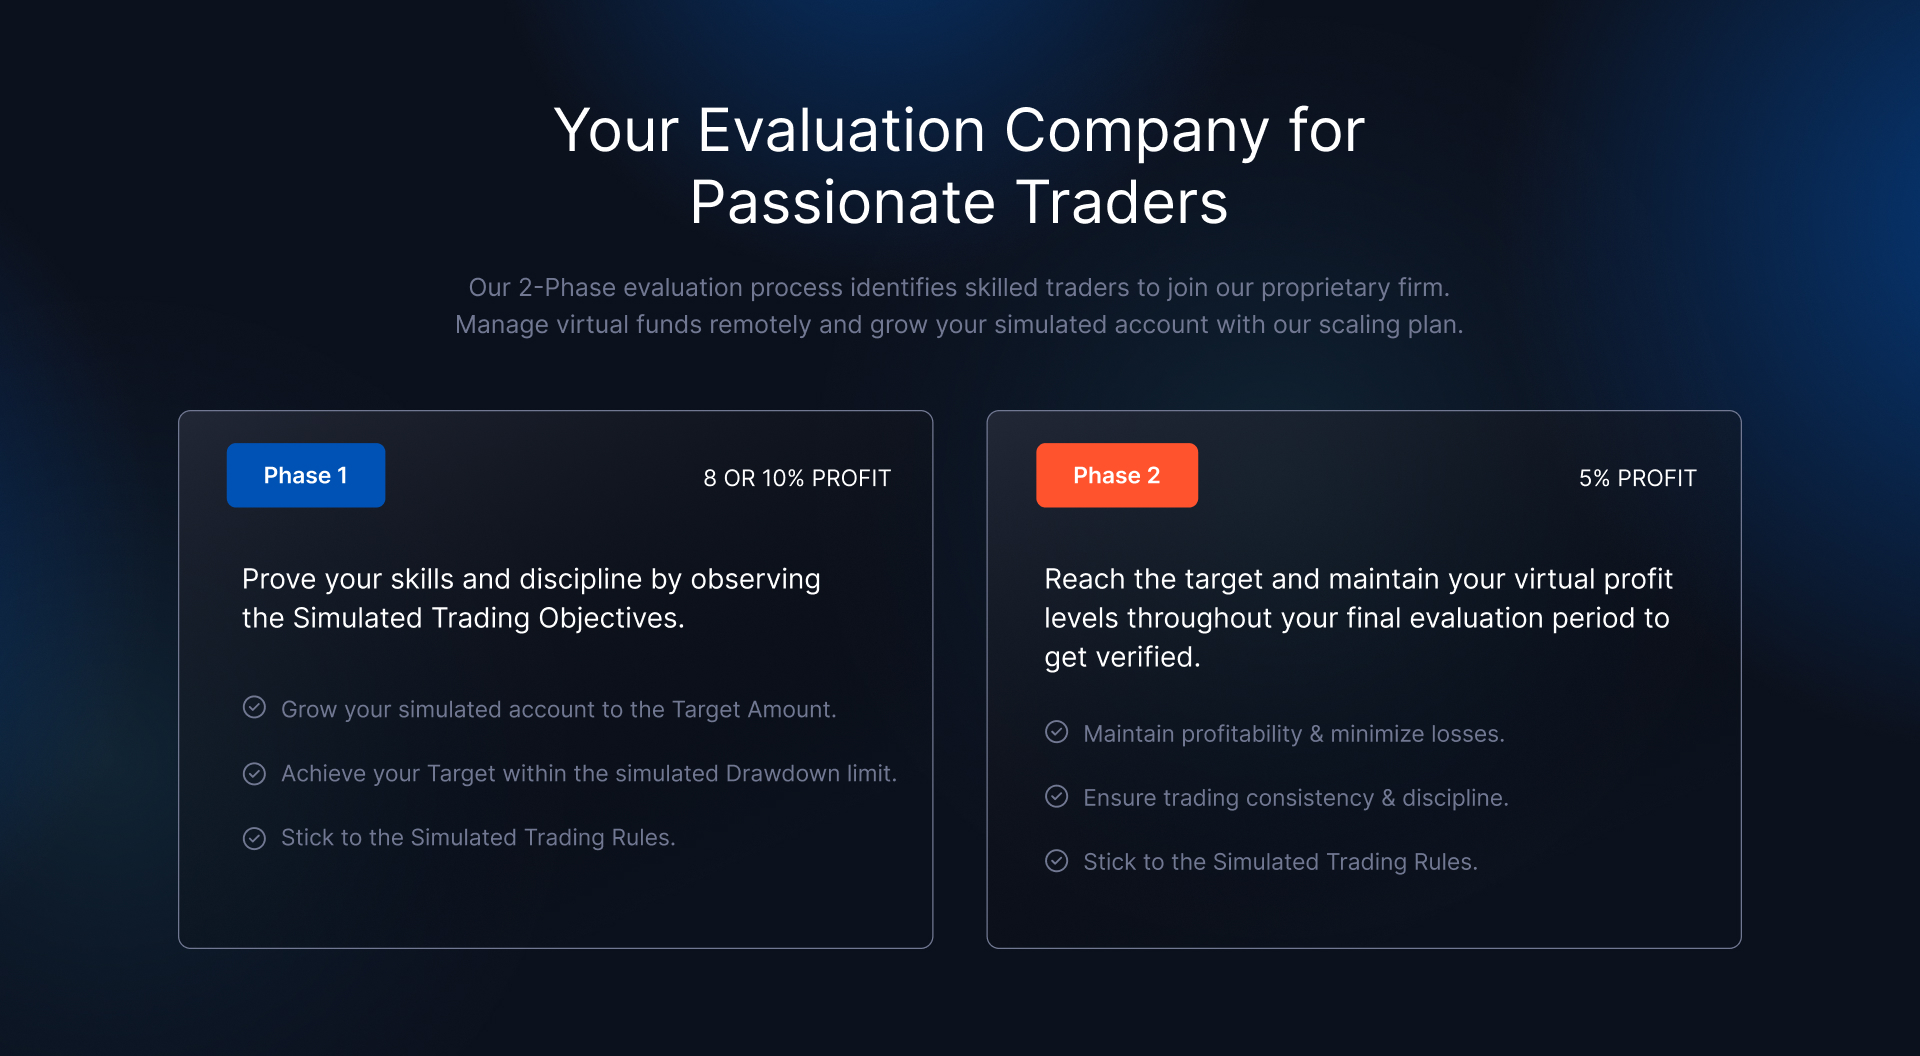 Your Evaluation Company for
Passionate Traders
Our 2-Phase evaluation process identifies skilled traders to join our proprietary firm.
Manage virtual funds remotely and grow your simulated account with our scaling plan.
Phase 1
8 OR 10% PROFIT
Prove your skills and discipline by observing
the Simulated Trading Objectives.
Grow your simulated account to the Target Amount.
Achieve your Target within the simulated Drawdown limit.
Stick to the Simulated Trading Rules.
Phase 2
5% PROFIT
Reach the target and maintain your virtual profit
levels throughout your final evaluation period to
get verified.
Maintain profitability & minimize losses.
Ensure trading consistency & discipline.
Stick to the Simulated Trading Rules.